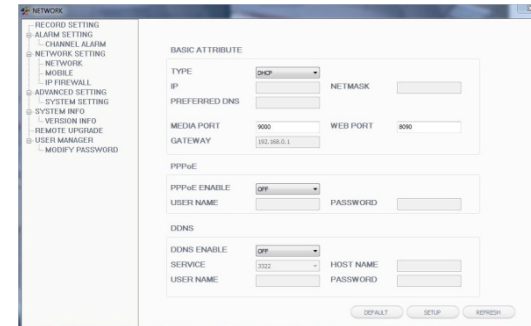 NETWORK
RECORD SETTING
ALARM SETTING
CHANNEL ALARM
NETWORK SETTING
NETWORK
MOBILE
IP FIREWALL
ADVANCED SETTING
SYSTEM SETTING
SYSTEM INFO
VERSION INFO
REMOTE UPGRADE
USER MANAGER
MODIFY PASSWORD
BASIC ATTRIBUTE
TYPE DHCP
IP NETMASK
PREFERRED DNS
MEDIA PORT 9000 WEB PORT 8090
GATEWAY 192.168.0.1
PPPoE
PPPoE ENABLE OFF
USER NAME PASSWORD
DDNS
DDNS ENABLE OFF
SERVICE 3322 HOST NAME
USER NAME PASSWORD
DEFAULT SETUP REFRESH